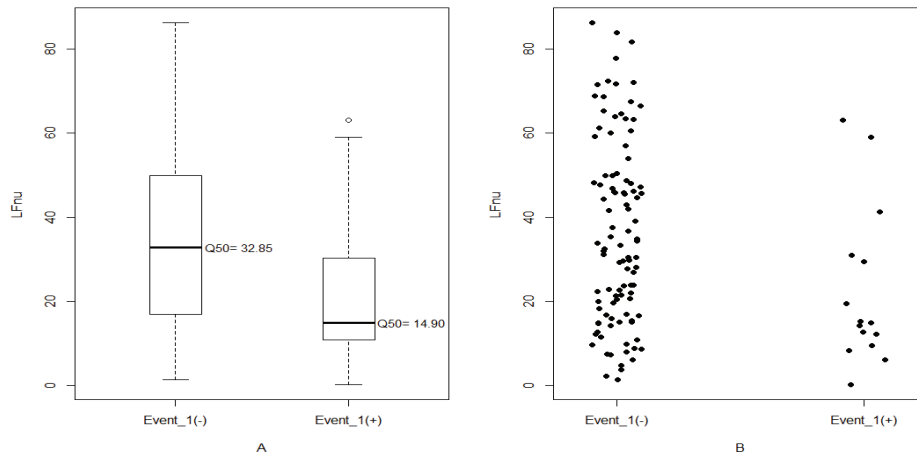 LFnu
80
60
40
20
0
Q50= 32.85
Q50= 14.90
Event_1(-)
Event_1(+)
A
LFnu
80
60
40
20
0
Event_1(-)
Event_1(+)
B